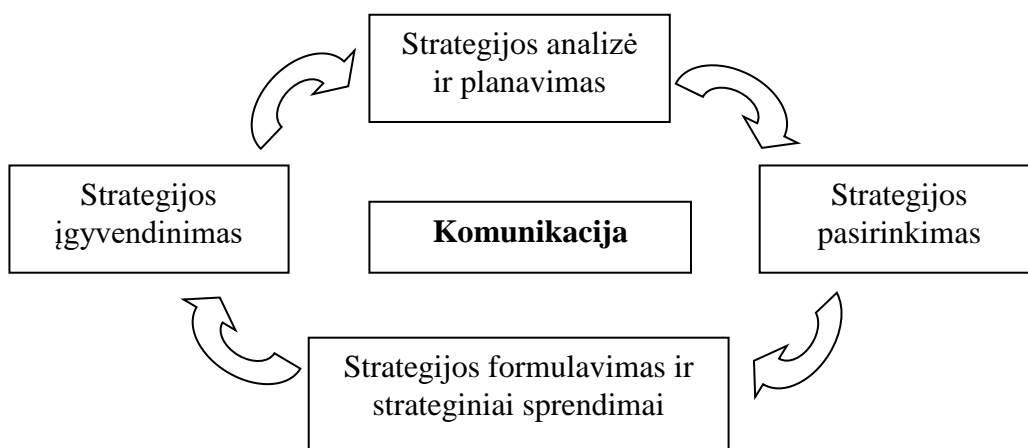 Strategijos analizė
ir planavimas
Strategijos
įgyvendinimas
Komunikacija
Strategijos
pasirinkimas
Strategijos formulavimas ir
strateginiai sprendimai